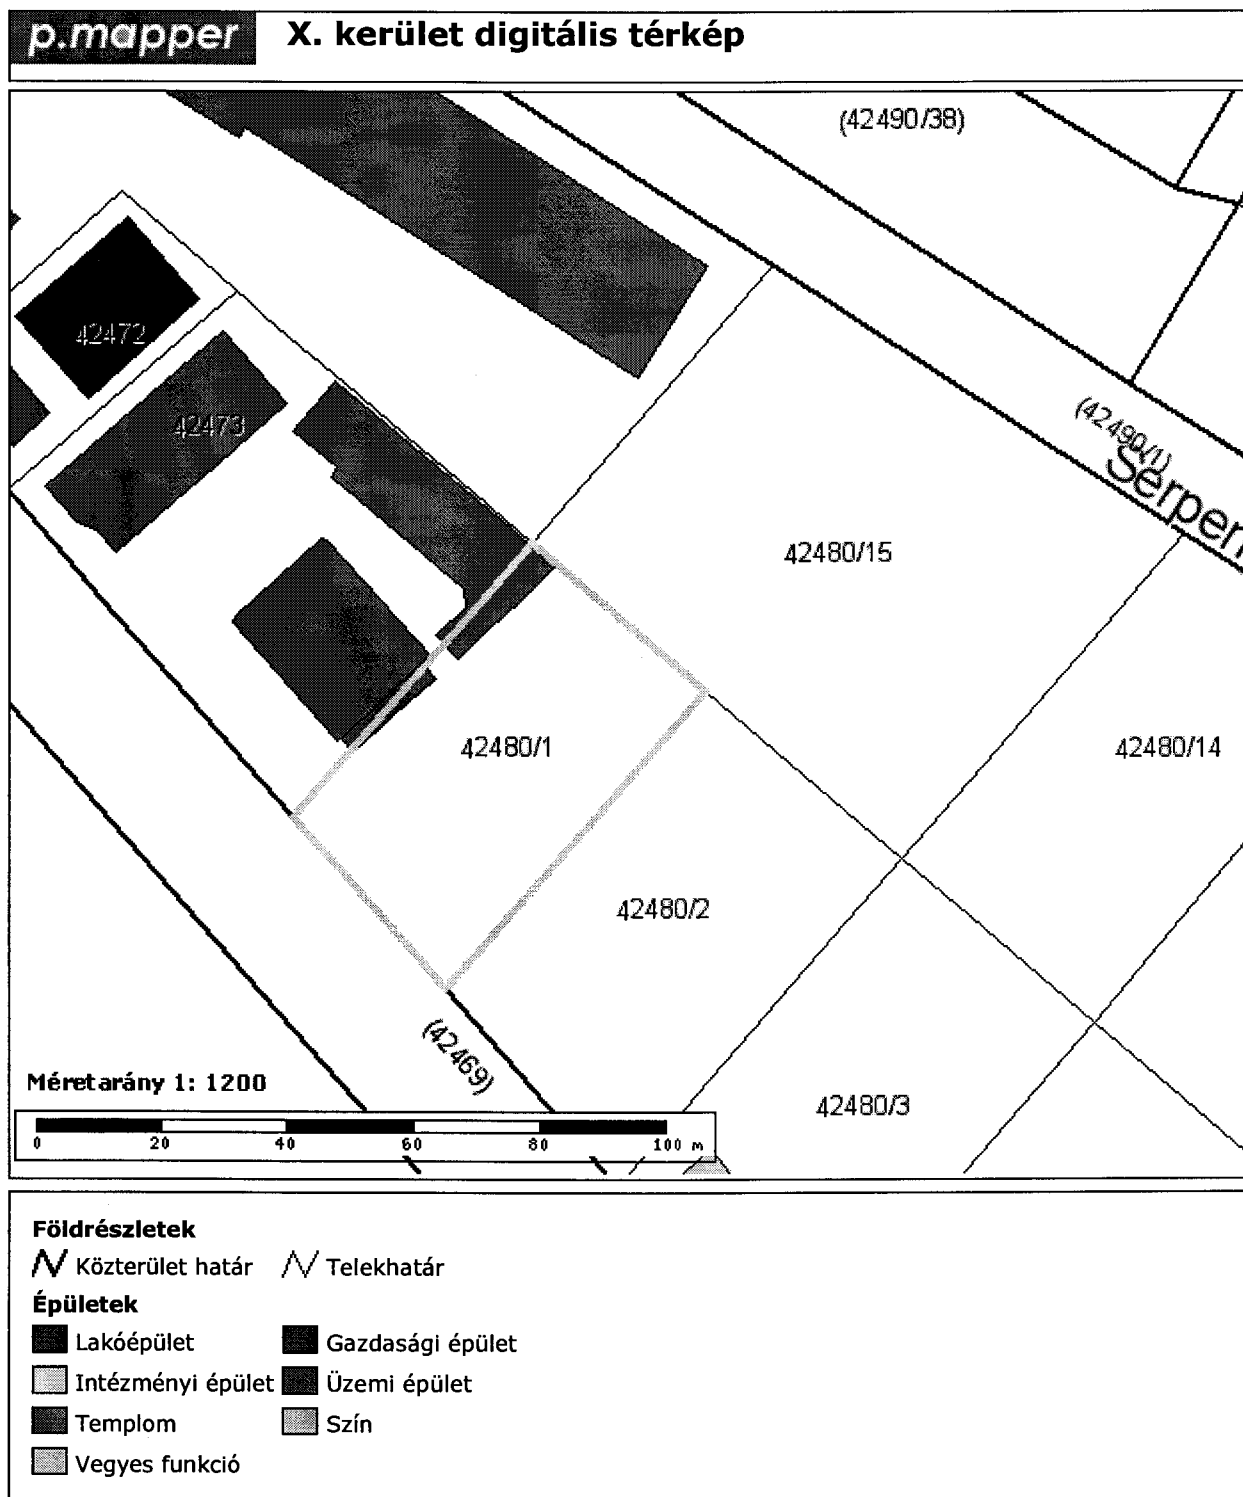 p.mapper X. kerület digitális térkép
(42490/38)
42472
42473
(42490/1)
42480/15
42480/1
42480/14
42480/2
(42469)
42480/3
Méretarány 1: 1200
0 20 40 60 80 100 m
Földrészletek
Közterület határ Telekhatár
Épületek
Lakóépület Gazdasági épület
Intézményi épület Üzemi épület
Templom Szín
Vegyes funkció